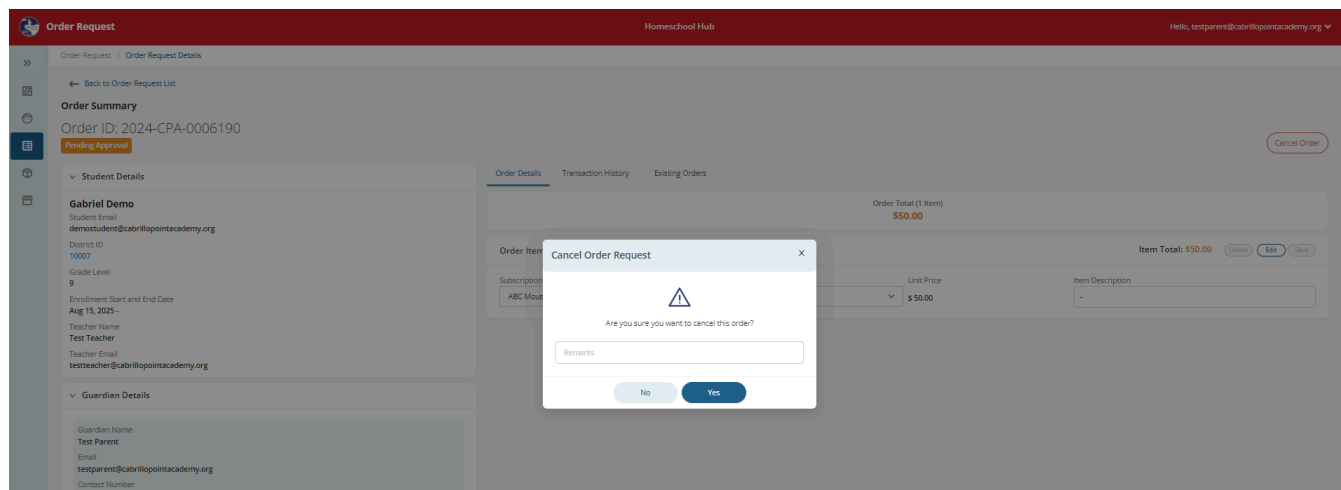 Order Request
Homeschool Hub
Hello, testparent@cabrillopointacademy.org
Order Request / Order Request Details
Back to Order Request List
Order Summary
Order ID: 2024-CPA-0006190
Pending Approval
Cancel Order
Student Details
Gabriel Demo
Student Email
demostudent@cabrillopointacademy.org
District ID
10007
Grade Level
9
Enrollment Start and End Date
Aug 15, 2025 -
Teacher Name
Test Teacher
Teacher Email
testteacher@cabrillopointacademy.org
Guardian Details
Guardian Name
Test Parent
Email
testparent@cabrillopointacademy.org
Contact Number
Order Details Transaction History Existing Orders
Order Total (1 Item)
$50.00
Order Item
Item Total: $50.00 Delete Edit Save
Subscription
ABC Mous
Unit Price
$ 50.00
Item Description
-
Cancel Order Request
Are you sure you want to cancel this order?
Remarks
No Yes